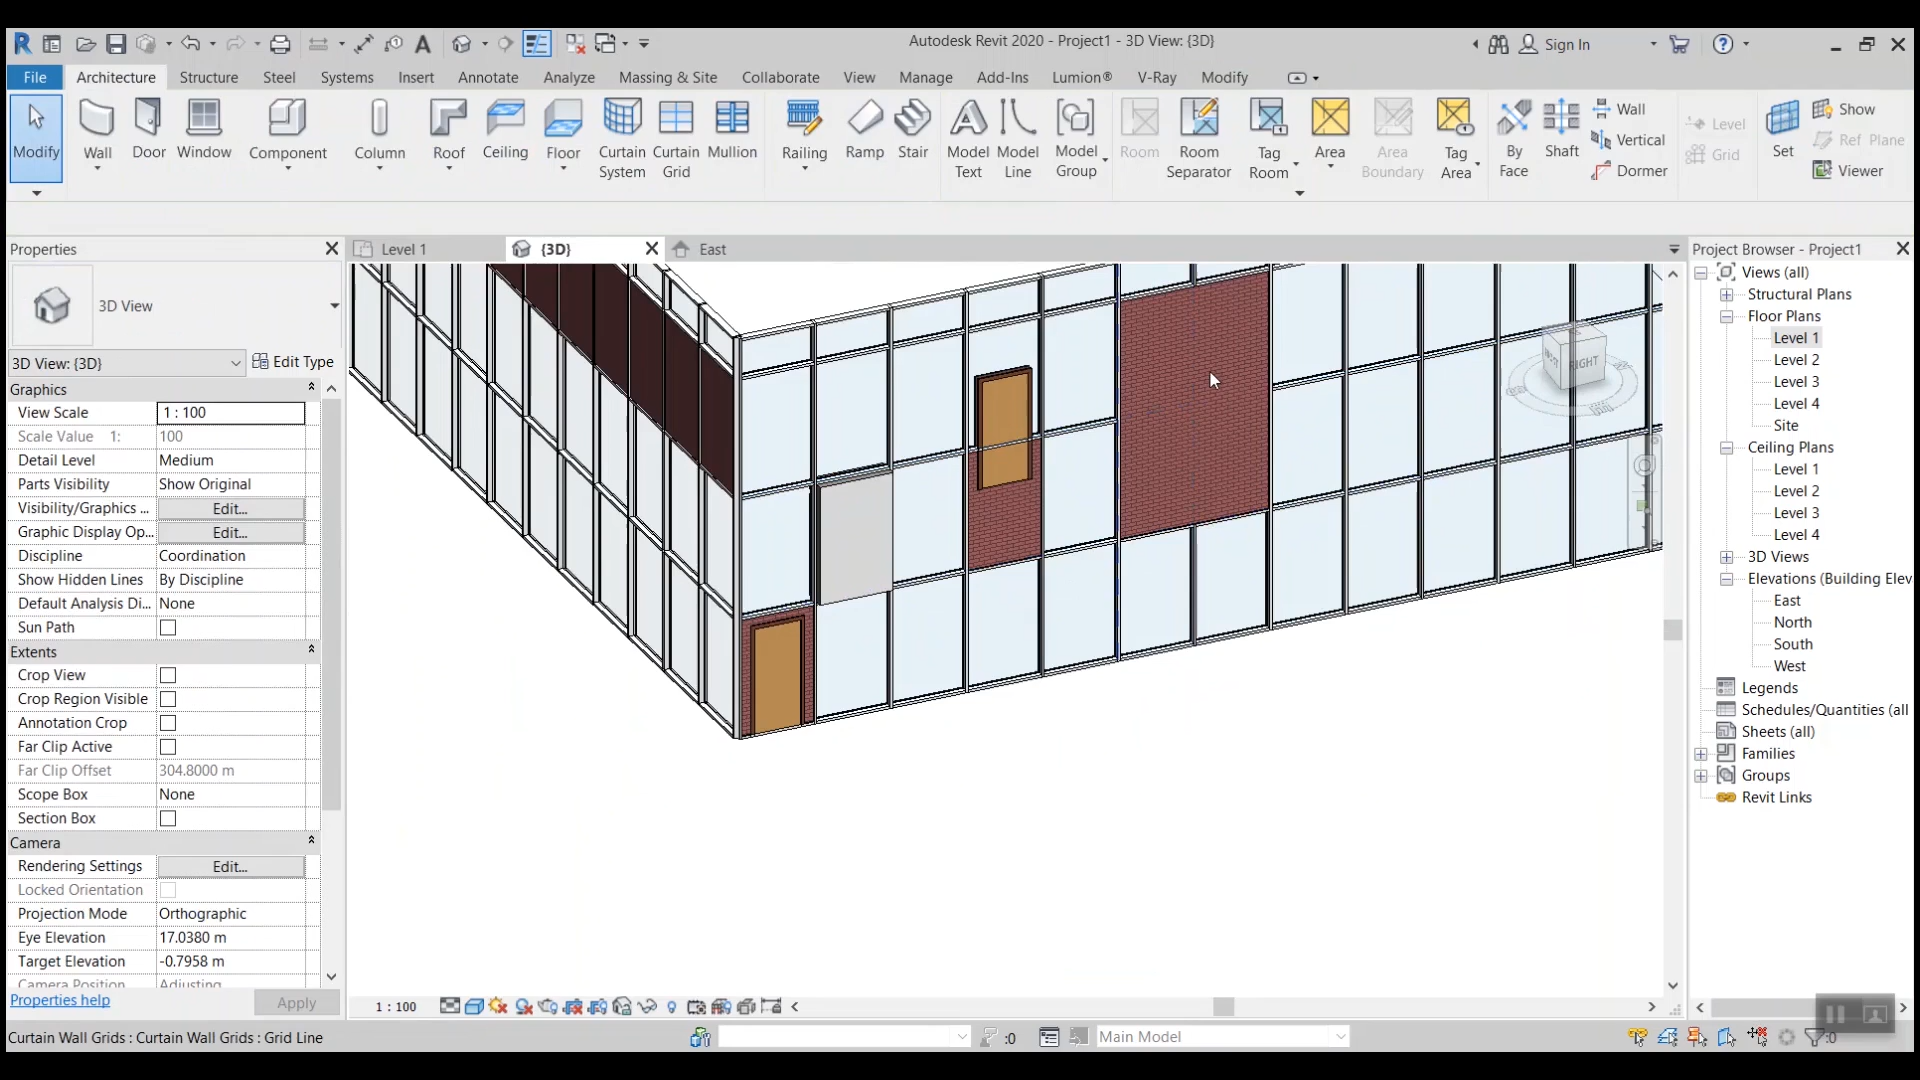 Autodesk Revit 2020 - Project1 - 3D View: {3D}
Sign In
File Architecture Structure Steel Systems Insert Annotate Analyze Massing & Site Collaborate View Manage Add-Ins Lumion® V-Ray Modify
Modify
Wall
Door
Window
Component
Column
Roof
Ceiling
Floor
Curtain System
Curtain Grid
Mullion
Railing
Ramp
Stair
Model Text
Model Line
Model Group
Room
Room Separator
Tag Room
Area
Area Boundary
Tag Area
By Face
Shaft
Wall
Vertical
Dormer
Level
Grid
Set
Show
Ref Plane
Viewer
Properties
3D View
3D View: {3D}
Edit Type
Graphics
View Scale 1 : 100
Scale Value 1: 100
Detail Level Medium
Parts Visibility Show Original
Visibility/Graphics ... Edit...
Graphic Display Op... Edit...
Discipline Coordination
Show Hidden Lines By Discipline
Default Analysis Di... None
Sun Path
Extents
Crop View
Crop Region Visible
Annotation Crop
Far Clip Active
Far Clip Offset 304.8000 m
Scope Box None
Section Box
Camera
Rendering Settings Edit...
Locked Orientation
Projection Mode Orthographic
Eye Elevation 17.0380 m
Target Elevation -0.7958 m
Camera Position Adjusting
Properties help
Apply
Level 1
{3D}
East
RIGHT
1 : 100
Project Browser - Project1
Views (all)
Structural Plans
Floor Plans
Level 1
Level 2
Level 3
Level 4
Site
Ceiling Plans
Level 1
Level 2
Level 3
Level 4
3D Views
Elevations (Building Elev
East
North
South
West
Legends
Schedules/Quantities (all
Sheets (all)
Families
Groups
Revit Links
Curtain Wall Grids : Curtain Wall Grids : Grid Line
:0
Main Model
:0